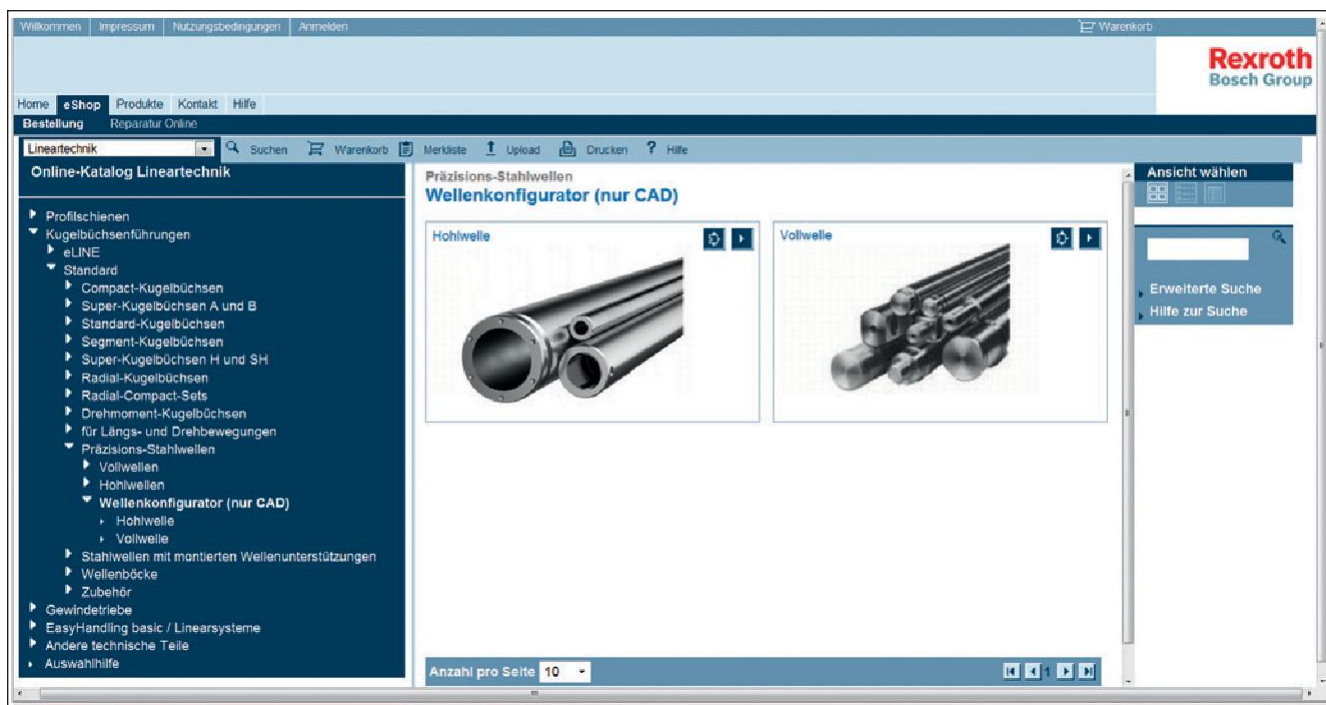 Willkommen Impressum Nutzungsbedingungen Anmelden Warenkorb
Rexroth
Bosch Group
Home eShop Produkte Kontakt Hilfe
Bestellung Reparatur Online
Lineartechnik Suchen Warenkorb Merkliste Upload Drucken ? Hilfe
Online-Katalog Lineartechnik
Profilschienen
Kugelbüchsenführungen
eLINE
Standard
Compact-Kugelbüchsen
Super-Kugelbüchsen A und B
Standard-Kugelbüchsen
Segment-Kugelbüchsen
Super-Kugelbüchsen H und SH
Radial-Kugelbüchsen
Radial-Compact-Sets
Drehmoment-Kugelbüchsen
für Längs- und Drehbewegungen
Präzisions-Stahlwellen
Vollwellen
Hohlwellen
Wellenkonfigurator (nur CAD)
Hohlwelle
Vollwelle
Stahlwellen mit montierten Wellenunterstützungen
Wellenböcke
Zubehör
Gewindetriebe
EasyHandling basic / Linearsysteme
Andere technische Teile
Auswahlhilfe
Präzisions-Stahlwellen
Wellenkonfigurator (nur CAD)
Hohlwelle
Vollwelle
Anzahl pro Seite 10
1
Ansicht wählen
Erweiterte Suche
Hilfe zur Suche